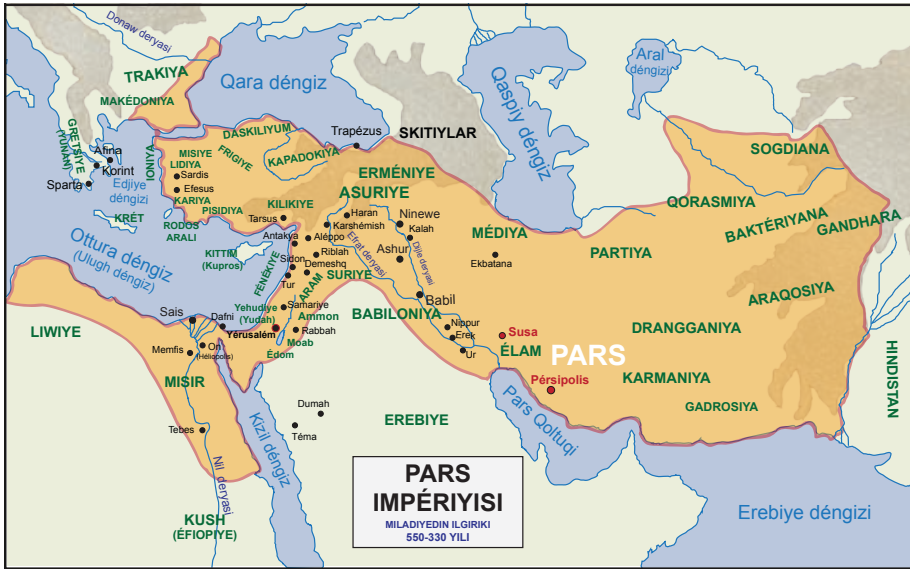 Donaw deryasi
TRAKIYA
MAKÉDONIYA
Qara déngiz
Qaspiy déngiz
Aral
déngizi
GRETSIYE
(YUNAN)
Afina
Korint
Sparta
Edjiye
déngizi
KRÉT
IONIYA
DASKILIYUM
MISIYE
LIDIYA
FRIGIYE
Sardis
Efesus
KARIYA
PISIDIYA
KAPADOKIYA
Trapézus
SKITIYLAR
RODOS
ARALI
KILIKIYE
Tarsus
ERMÉNIYE
ASURIYE
Haran
Karshémish
Ninewe
Kalah
Ashur
MÉDIYA
Ekbatana
PARTIYA
QORASMIYA
SOGDIANA
BAKTÉRIYANA
GANDHARA
ARAQOSIYA
DRANGGANIYA
KARMANIYA
GADROSIYA
HINDISTAN
Ottura déngiz
(Ulugh déngiz)
KITTIM
(Kupros)
Antakya
Aléppo
Riblah
Demeshq
Sidon
Tur
FÉNÉKIYE
ARAM
SURIYE
Efrat deryasi
Dijle deryasi
Babil
BABILONIYA
Nippur
Erek
Ur
Susa
ÉLAM
PARS
Pérsipolis
Samariye
Yehudiye
(Yudah)
Ammon
Yérusalém
Rabbah
Moab
Édom
Sais
Dafni
LIWIYE
Memfis
On
(Héliopolis)
MISIR
Tebes
Nil deryasi
KUSH
(ÉFIOPIYE)
Kizil déngiz
Dumah
Téma
EREBIYE
Pars Qoltuqi
Erebiye déngizi
PARS
IMPÉRIYISI
MILADIYEDIN ILGIRIKI
550-330 YILI